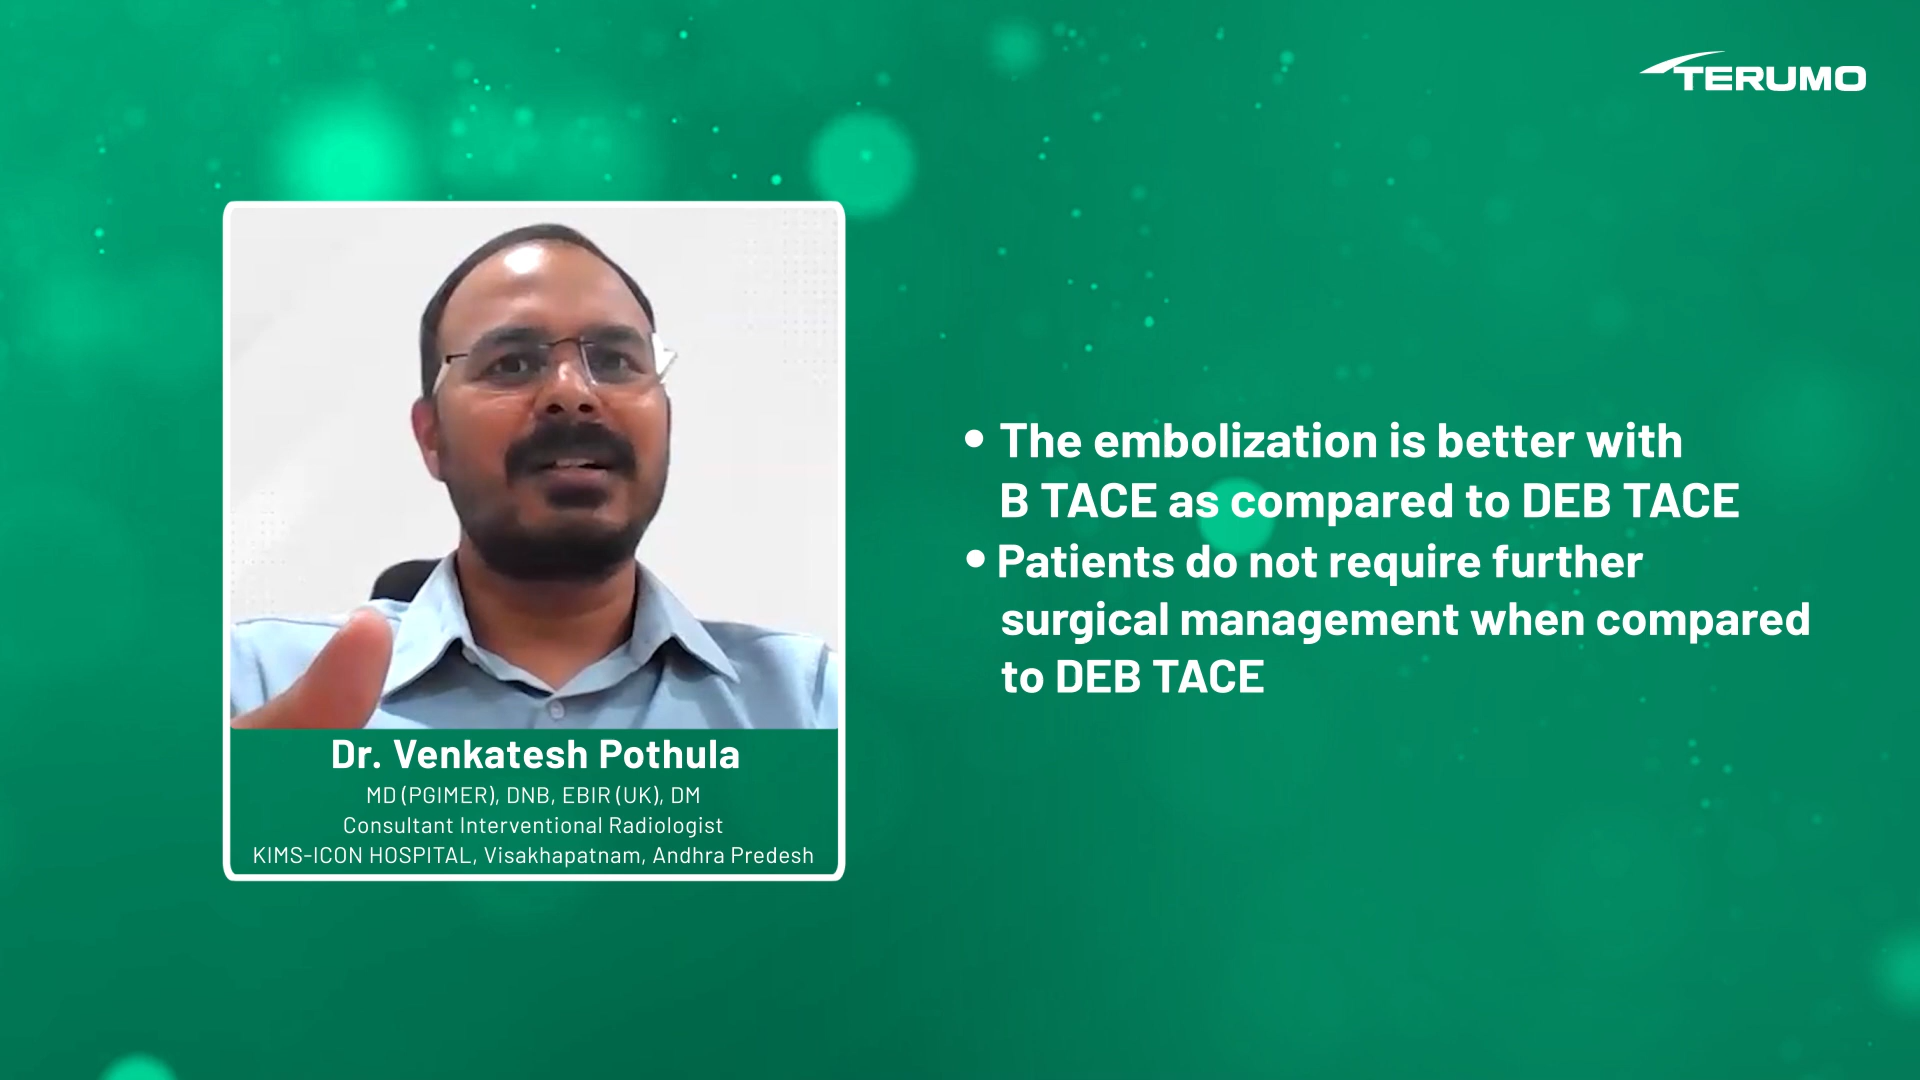 TERUMO
• The embolization is better with
B TACE as compared to DEB TACE
• Patients do not require further
surgical management when compared
to DEB TACE
Dr. Venkatesh Pothula
MD (PGIMER), DNB, EBIR (UK), DM
Consultant Interventional Radiologist
KIMS-ICON HOSPITAL, Visakhapatnam, Andhra Predesh